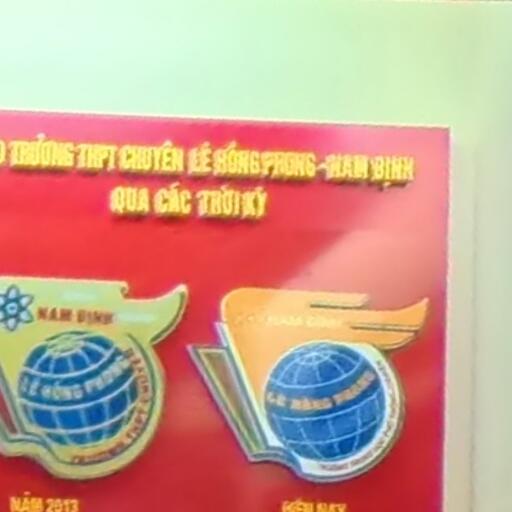 TRƯỜNG THPT CHUYÊN LÊ HỒNG PHONG - NAM ĐỊNH
QUA CÁC THỜI KỲ
NAM ĐỊNH
NAM ĐỊNH
LÊ HỒNG PHONG
LÊ HỒNG PHONG
NĂM 2013
HIỆN NAY